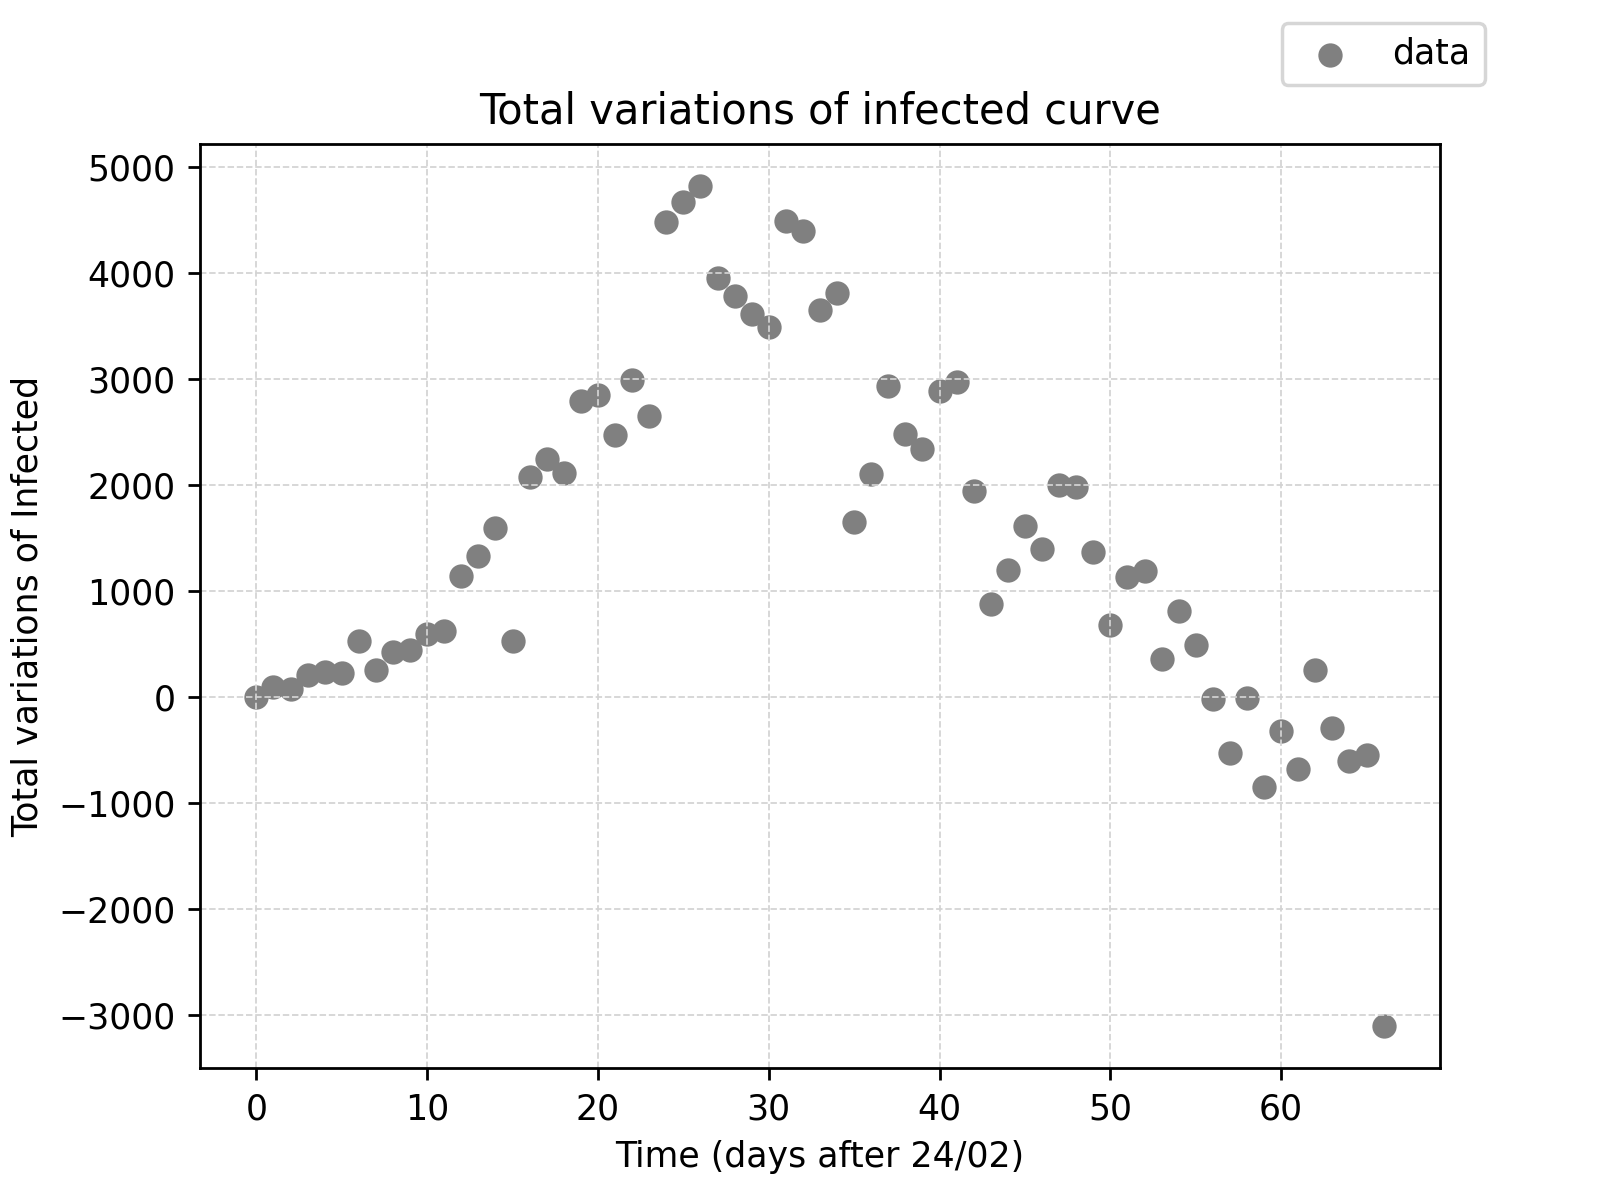 data
Total variations of infected curve
Total variations of Infected
5000
4000
3000
2000
1000
0
−1000
−2000
−3000
0 10 20 30 40 50 60
Time (days after 24/02)